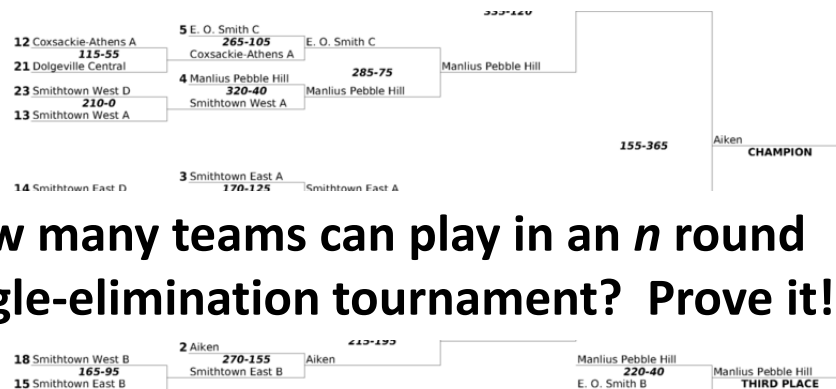 335-120
5 E. O. Smith C
12 Coxsackie-Athens A 265-105 E. O. Smith C
115-55 Coxsackie-Athens A
21 Dolgeville Central 285-75 Manlius Pebble Hill
4 Manlius Pebble Hill
23 Smithtown West D 320-40 Manlius Pebble Hill
210-0 Smithtown West A
13 Smithtown West A
155-365 Aiken
CHAMPION
3 Smithtown East A
14 Smithtown East D 170-125 Smithtown East A
many teams can play in an n round
elimination tournament? Prove it!
2 Aiken 215-195
18 Smithtown West B 270-155 Aiken Manlius Pebble Hill
165-95 Smithtown East B 220-40 Manlius Pebble Hill
15 Smithtown East B E. O. Smith B THIRD PLACE